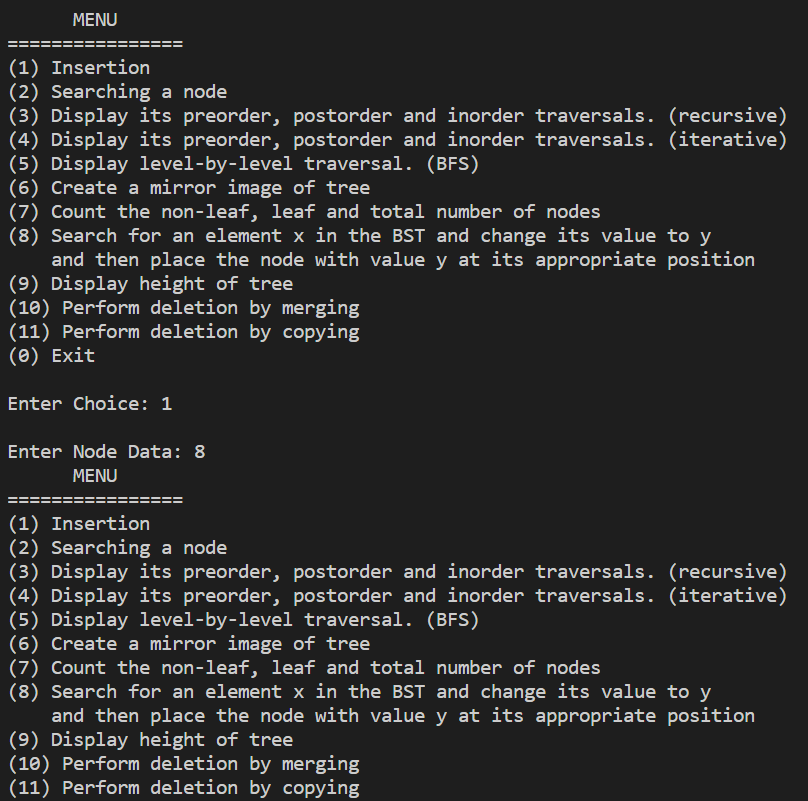 MENU
================
(1) Insertion
(2) Searching a node
(3) Display its preorder, postorder and inorder traversals. (recursive)
(4) Display its preorder, postorder and inorder traversals. (iterative)
(5) Display level-by-level traversal. (BFS)
(6) Create a mirror image of tree
(7) Count the non-leaf, leaf and total number of nodes
(8) Search for an element x in the BST and change its value to y
and then place the node with value y at its appropriate position
(9) Display height of tree
(10) Perform deletion by merging
(11) Perform deletion by copying
(0) Exit
Enter Choice: 1
Enter Node Data: 8
MENU
================
(1) Insertion
(2) Searching a node
(3) Display its preorder, postorder and inorder traversals. (recursive)
(4) Display its preorder, postorder and inorder traversals. (iterative)
(5) Display level-by-level traversal. (BFS)
(6) Create a mirror image of tree
(7) Count the non-leaf, leaf and total number of nodes
(8) Search for an element x in the BST and change its value to y
and then place the node with value y at its appropriate position
(9) Display height of tree
(10) Perform deletion by merging
(11) Perform deletion by copying